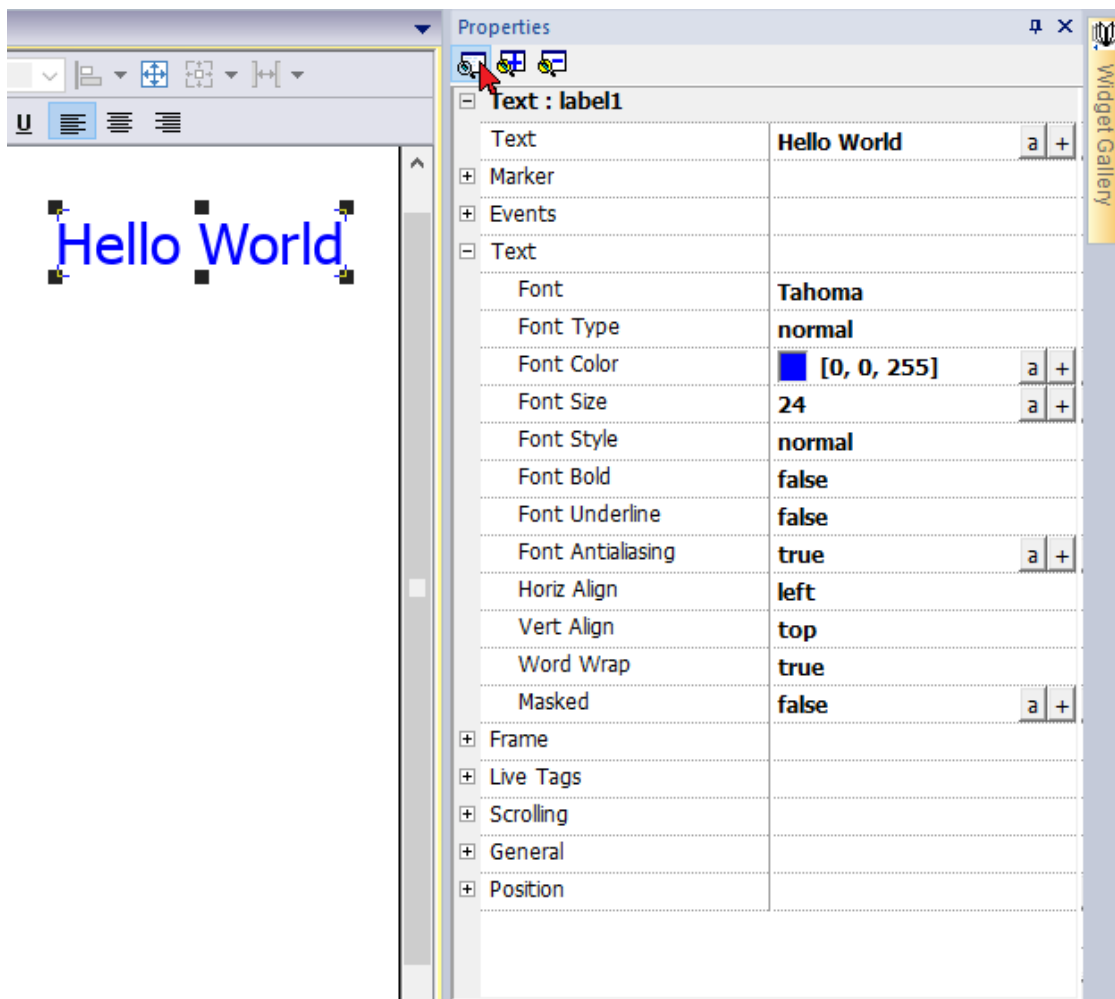 Properties
Widget Gallery
U
Hello World
Text : label1
Text Hello World a +
Marker
Events
Text
Font Tahoma
Font Type normal
Font Color [0, 0, 255] a +
Font Size 24 a +
Font Style normal
Font Bold false
Font Underline false
Font Antialiasing true a +
Horiz Align left
Vert Align top
Word Wrap true
Masked false a +
Frame
Live Tags
Scrolling
General
Position